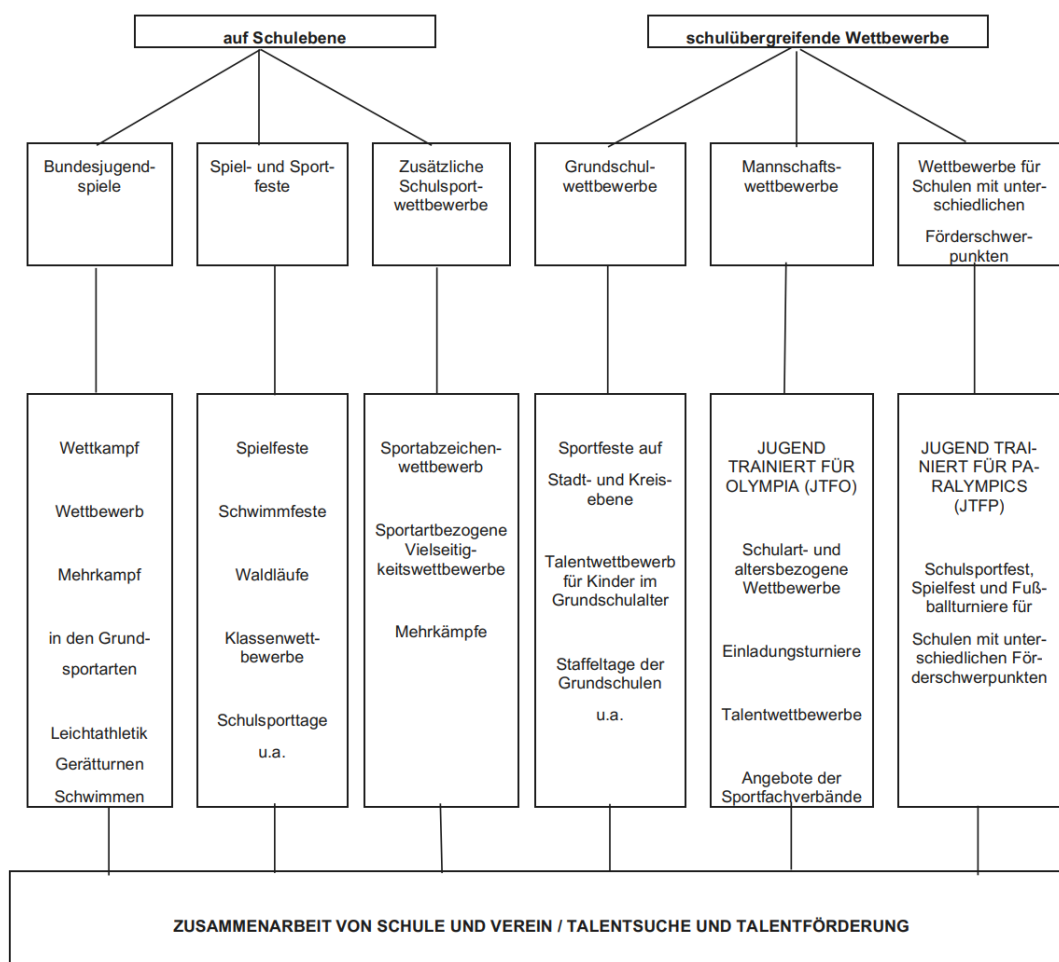 auf Schulebene
schulübergreifende Wettbewerbe
Bundesjugend-
spiele
Spiel- und Sport-
feste
Zusätzliche
Schulsport-
wettbewerbe
Grundschul-
wettbewerbe
Mannschafts-
wettbewerbe
Wettbewerbe für
Schulen mit unter-
schiedlichen
Förderschwer-
punkten
Wettkampf
Wettbewerb
Mehrkampf
in den Grund-
sportarten
Leichtathletik
Gerätturnen
Schwimmen
Spielfeste
Schwimmfeste
Waldläufe
Klassenwett-
bewerbe
Schulsporttage
u.a.
Sportabzeichen-
wettbewerb
Sportartbezogene
Vielseitig-
keitswettbewerbe
Mehrkämpfe
Sportfeste auf
Stadt- und Kreis-
ebene
Talentwettbewerb
für Kinder im
Grundschulalter
Staffeltage der
Grundschulen
u.a.
JUGEND
TRAINIERT FÜR
OLYMPIA (JTFO)
Schulart- und
altersbezogene
Wettbewerbe
Einladungsturniere
Talentwettbewerbe
Angebote der
Sportfachverbände
JUGEND TRAI-
NIERT FÜR PA-
RALYMPICS
(JTFP)
Schulsportfest,
Spielfest und Fuß-
ballturniere für
Schulen mit unter-
schiedlichen För-
derschwerpunkten
ZUSAMMENARBEIT VON SCHULE UND VEREIN / TALENTSUCHE UND TALENTFÖRDERUNG